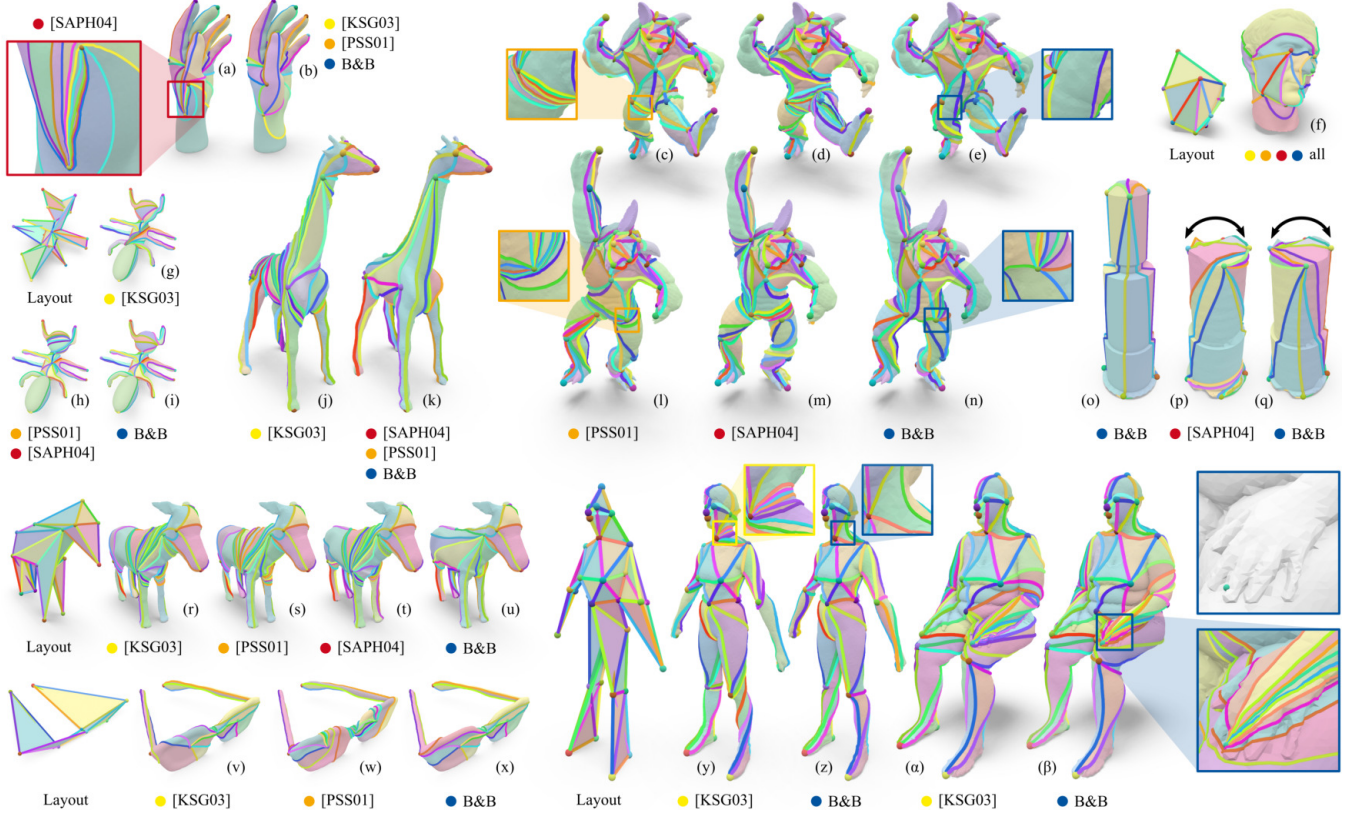 [SAPH04]
[KSG03]
[PSS01]
B&B
(a)
(b)
(c)
(d)
(e)
(f)
Layout
all
(g)
Layout
[KSG03]
(h)
(i)
[PSS01]
B&B
[SAPH04]
(j)
(k)
[KSG03]
[SAPH04]
[PSS01]
B&B
(l)
(m)
(n)
[PSS01]
[SAPH04]
B&B
(o)
(p)
(q)
B&B
[SAPH04]
B&B
(r)
(s)
(t)
(u)
Layout
[KSG03]
[PSS01]
[SAPH04]
B&B
(v)
(w)
(x)
Layout
[KSG03]
[PSS01]
B&B
(y)
(z)
(α)
(β)
Layout
[KSG03]
B&B
[KSG03]
B&B